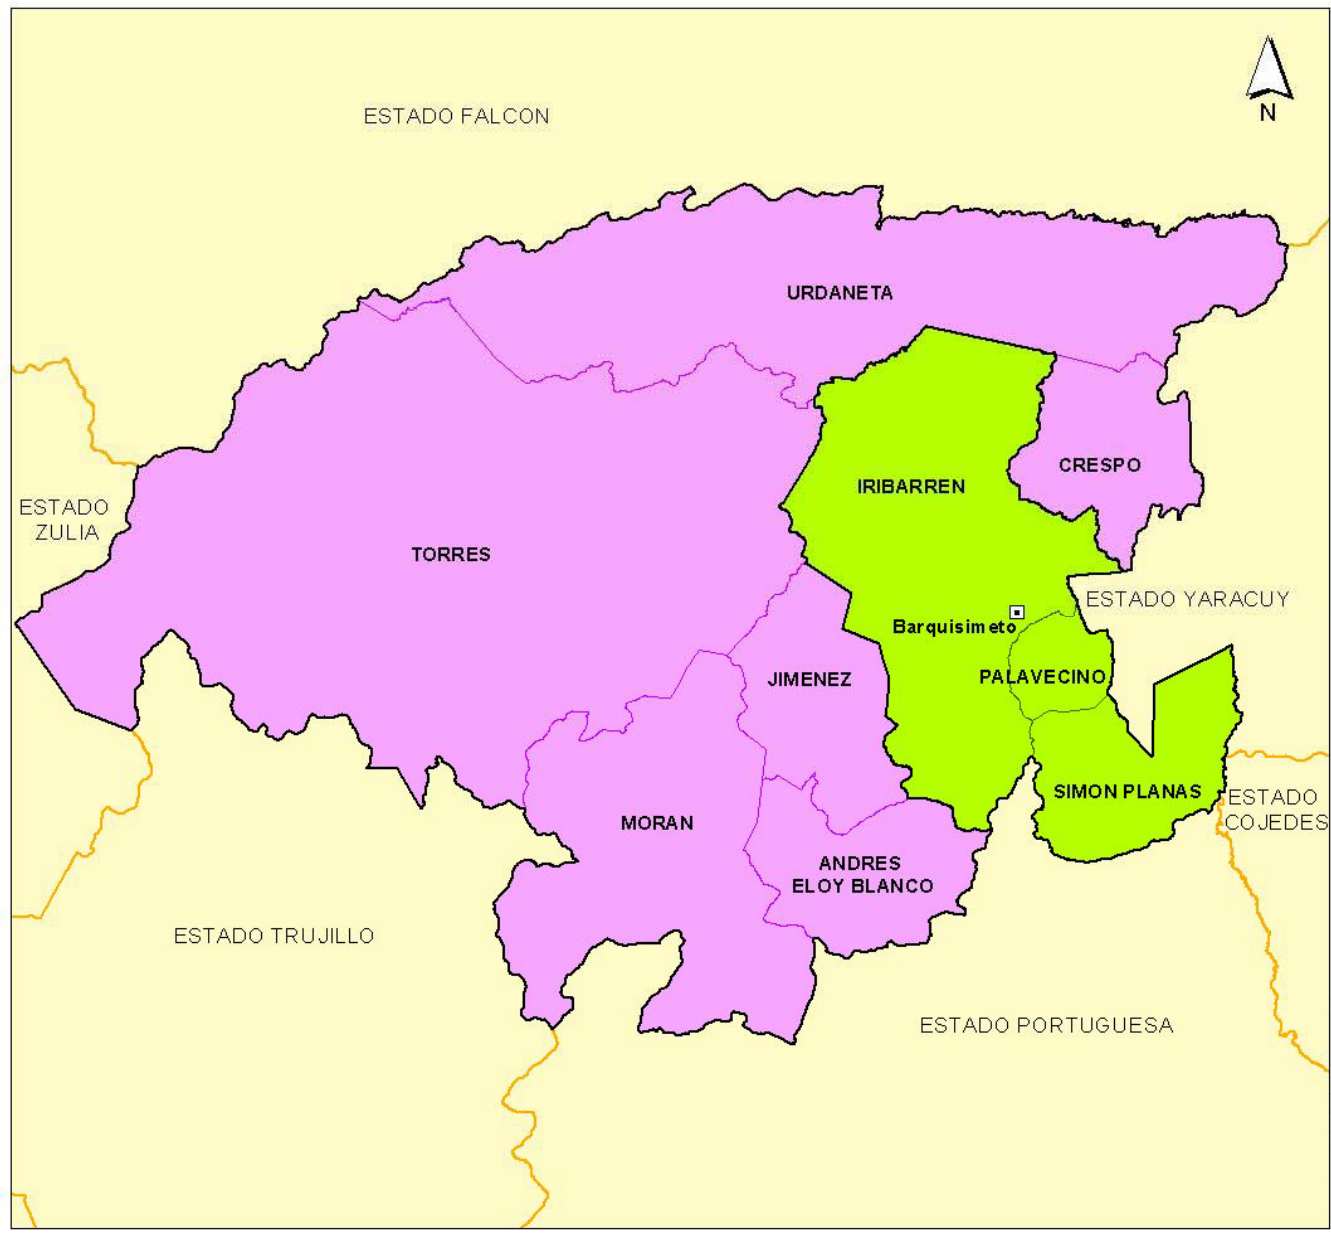 ESTADO FALCON
N
URDANETA
CRESPO
IRIBARREN
ESTADO
ZULIA
TORRES
ESTADO YARACUY
Barquisimeto
JIMENEZ
PALAVECINO
SIMON PLANAS
ESTADO
COJEDES
MORAN
ANDRES
ELOY BLANCO
ESTADO TRUJILLO
ESTADO PORTUGUESA